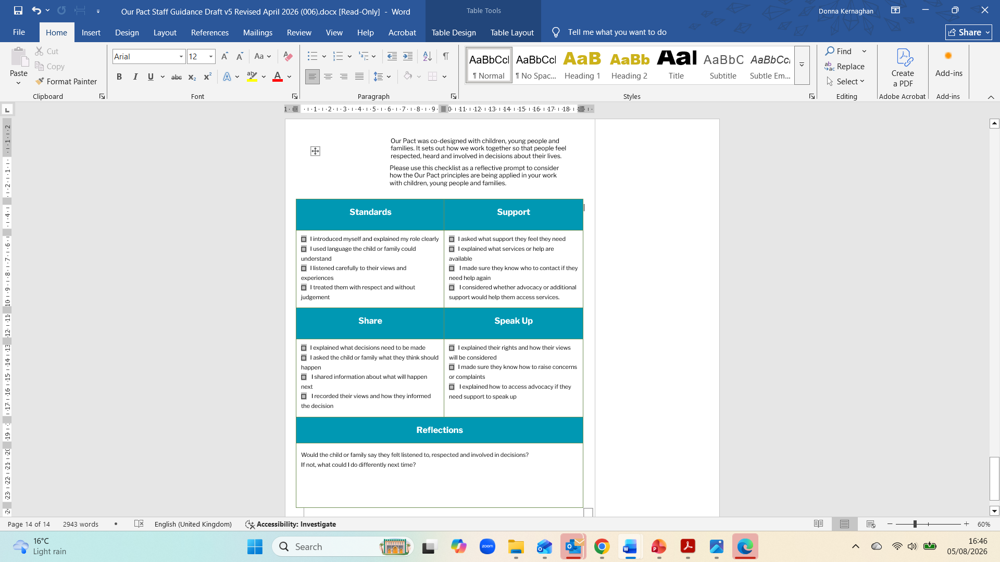 Our Pact Staff Guidance Draft v5 Revised April 2026 (006).docx [Read-Only] - Word
Table Tools
Donna Kernaghan
File Home Insert Design Layout References Mailings Review View Help Acrobat Table Design Table Layout Tell me what you want to do Share
Paste
Cut
Copy
Format Painter
Clipboard
Arial 12
Font
Paragraph
AaBbCcI AaBbCcI AaB AaBb Aal AaBbC AaBbCc
¶ Normal ¶ No Spac... Heading 1 Heading 2 Title Subtitle Subtle Em...
Styles
Find
Replace
Select
Editing
Create
a PDF
Adobe Acrobat
Add-ins
Add-ins
Our Pact was co-designed with children, young people and
families. It sets out how we work together so that people feel
respected, heard and involved in decisions about their lives.
Please use this checklist as a reflective prompt to consider
how the Our Pact principles are being applied in your work
with children, young people and families.
Standards
I introduced myself and explained my role clearly
I used language the child or family could
understand
I listened carefully to their views and
experiences
I treated them with respect and without
judgement
Support
I asked what support they feel they need
I explained what services or help are
available
I made sure they know who to contact if they
need help again
I considered whether advocacy or additional
support would help them access services.
Share
I explained what decisions need to be made
I asked the child or family what they think should
happen
I shared information about what will happen
next
I recorded their views and how they informed
the decision
Speak Up
I explained their rights and how their views
will be considered
I made sure they know how to raise concerns
or complaints
I explained how to access advocacy if they
need support to speak up
Reflections
Would the child or family say they felt listened to, respected and involved in decisions?
If not, what could I do differently next time?
Page 14 of 14 2943 words English (United Kingdom) Accessibility: Investigate 60%
16°C
Light rain
Search
zoom
16:46
05/08/2026